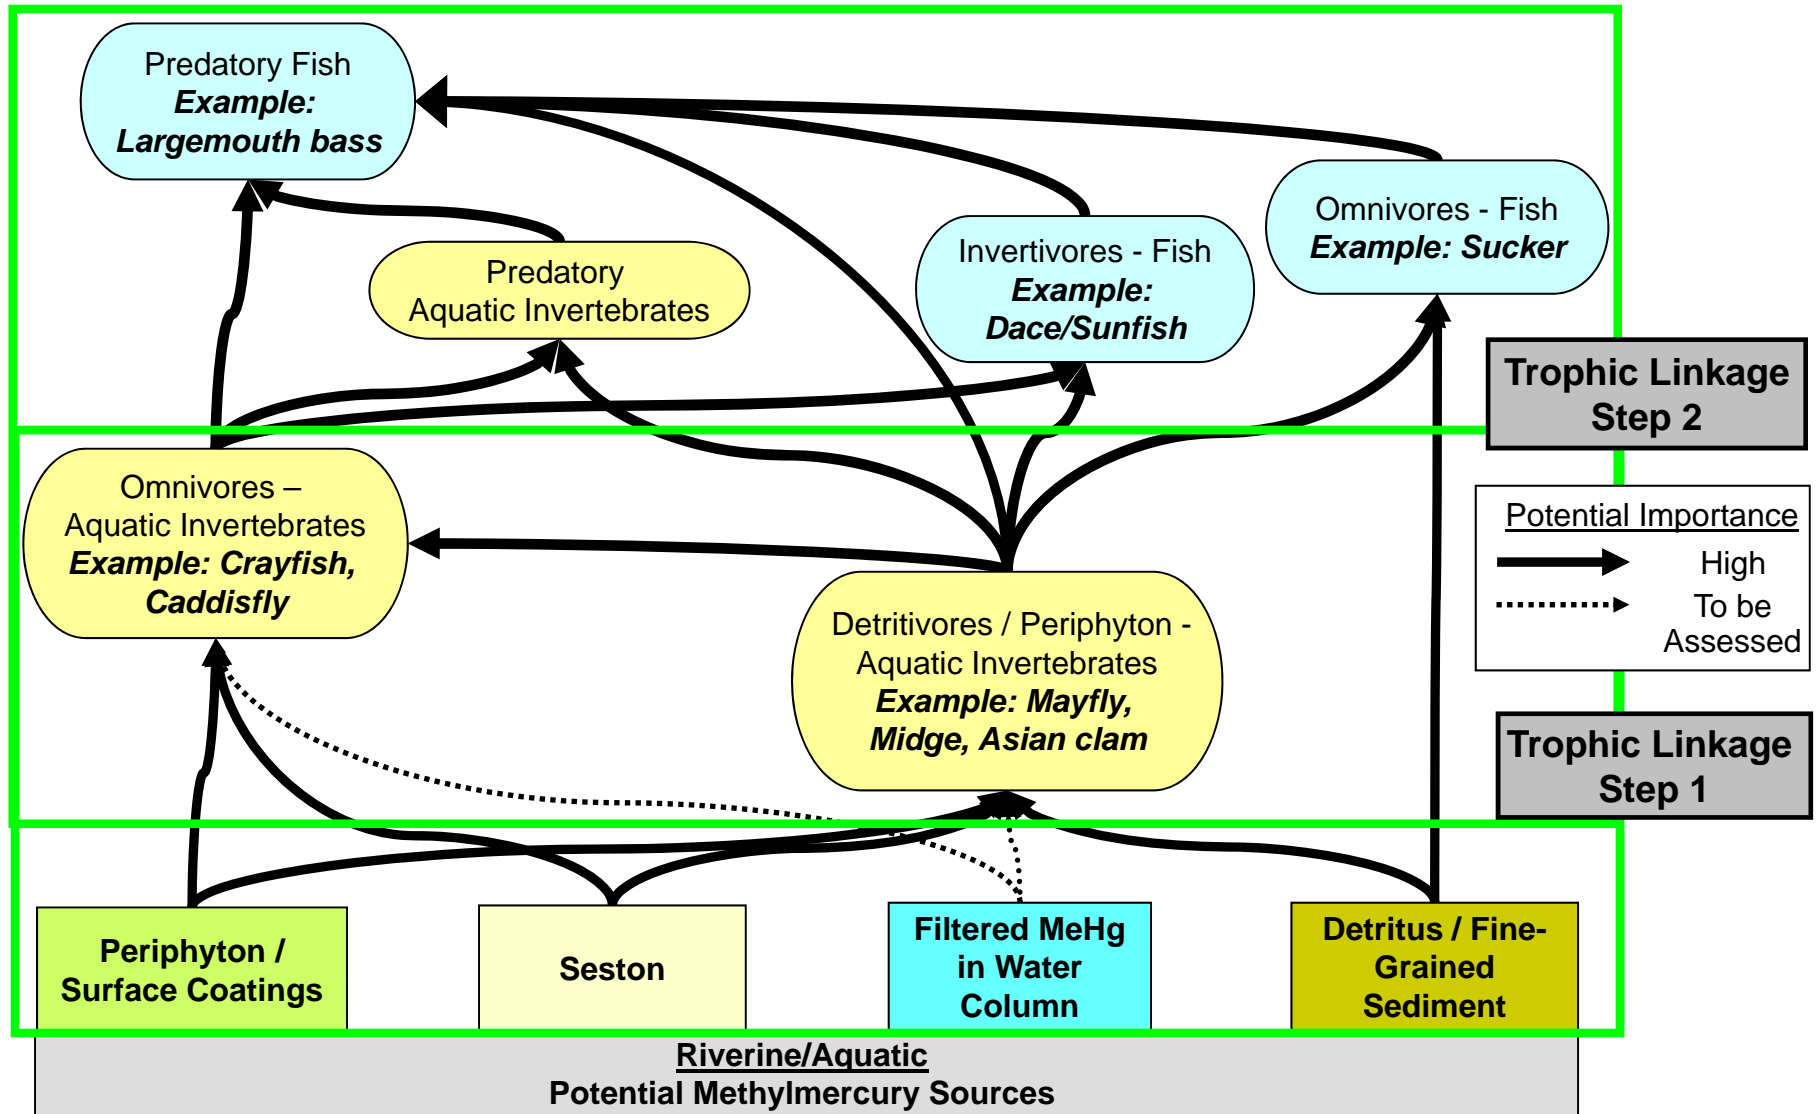 Predatory Fish
Example:
Largemouth bass
Omnivores - Fish
Example: Sucker
Predatory
Aquatic Invertebrates
Invertivores - Fish
Example:
Dace/Sunfish
Trophic Linkage
Step 2
Omnivores –
Aquatic Invertebrates
Example: Crayfish,
Caddisfly
Potential Importance
High
To be
Assessed
Detritivores / Periphyton -
Aquatic Invertebrates
Example: Mayfly,
Midge, Asian clam
Trophic Linkage
Step 1
Periphyton /
Surface Coatings
Seston
Filtered MeHg
in Water
Column
Detritus / Fine-
Grained
Sediment
Riverine/Aquatic
Potential Methylmercury Sources